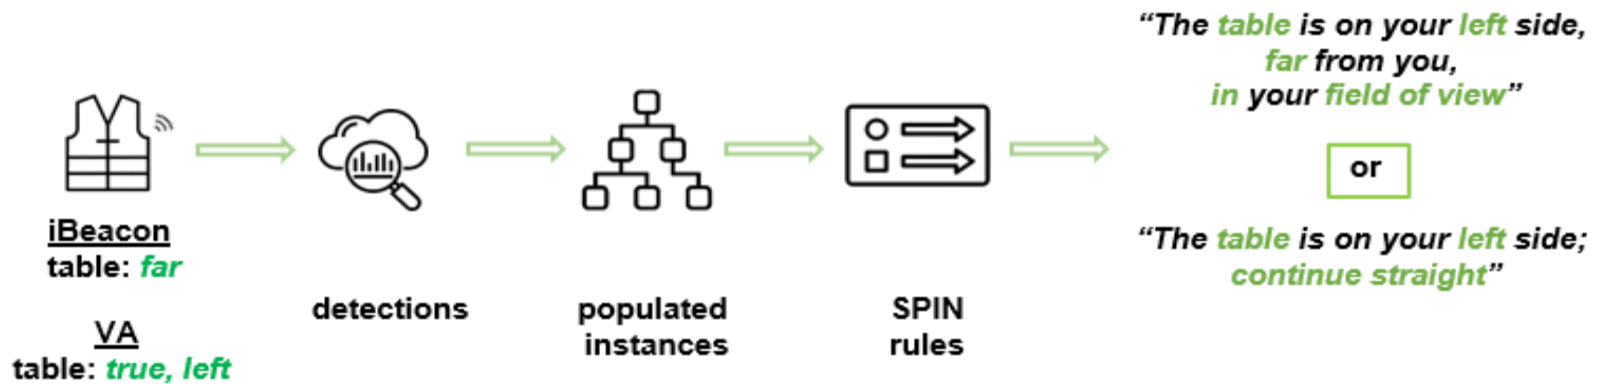 iBeacon
table: far
VA
table: true, left
detections
populated
instances
SPIN
rules
“The table is on your left side,
far from you,
in your field of view”
or
“The table is on your left side;
continue straight”